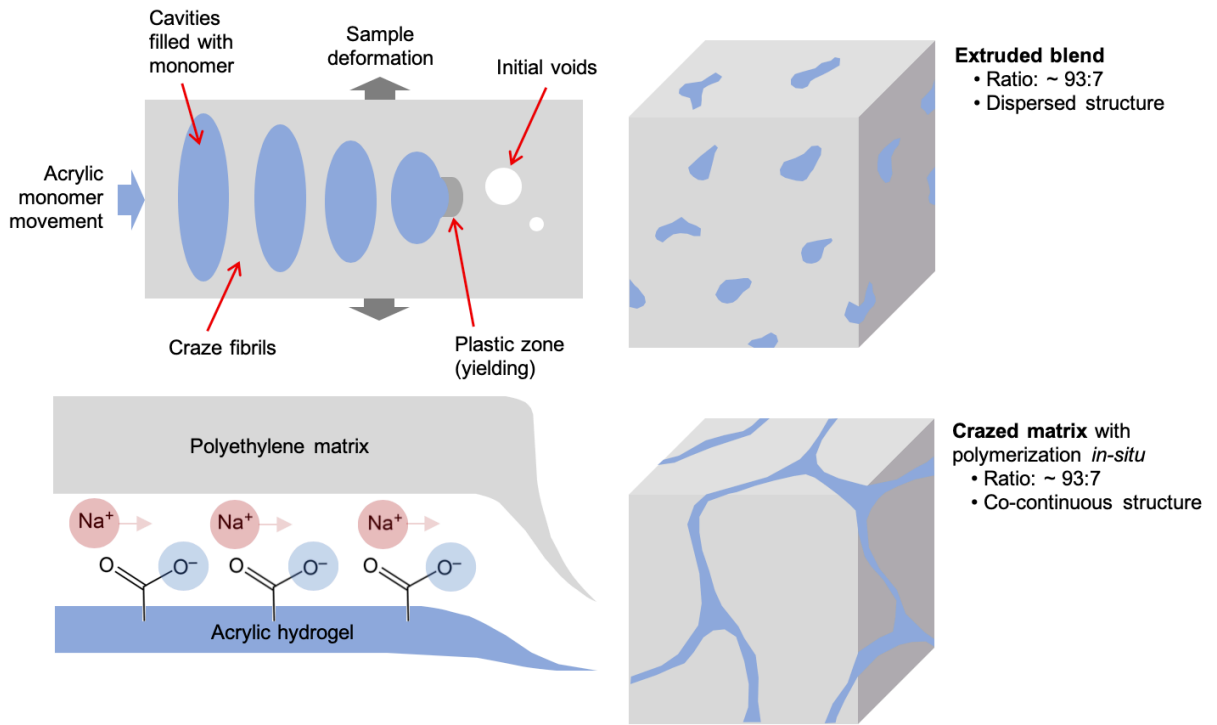 Cavities
filled with
monomer
Sample
deformation
Initial voids
Acrylic
monomer
movement
Craze fibrils
Plastic zone
(yielding)
Extruded blend
• Ratio: ~ 93:7
• Dispersed structure
Polyethylene matrix
Na+ Na+ Na+
O O– O O– O O–
Acrylic hydrogel
Crazed matrix with
polymerization in-situ
• Ratio: ~ 93:7
• Co-continuous structure